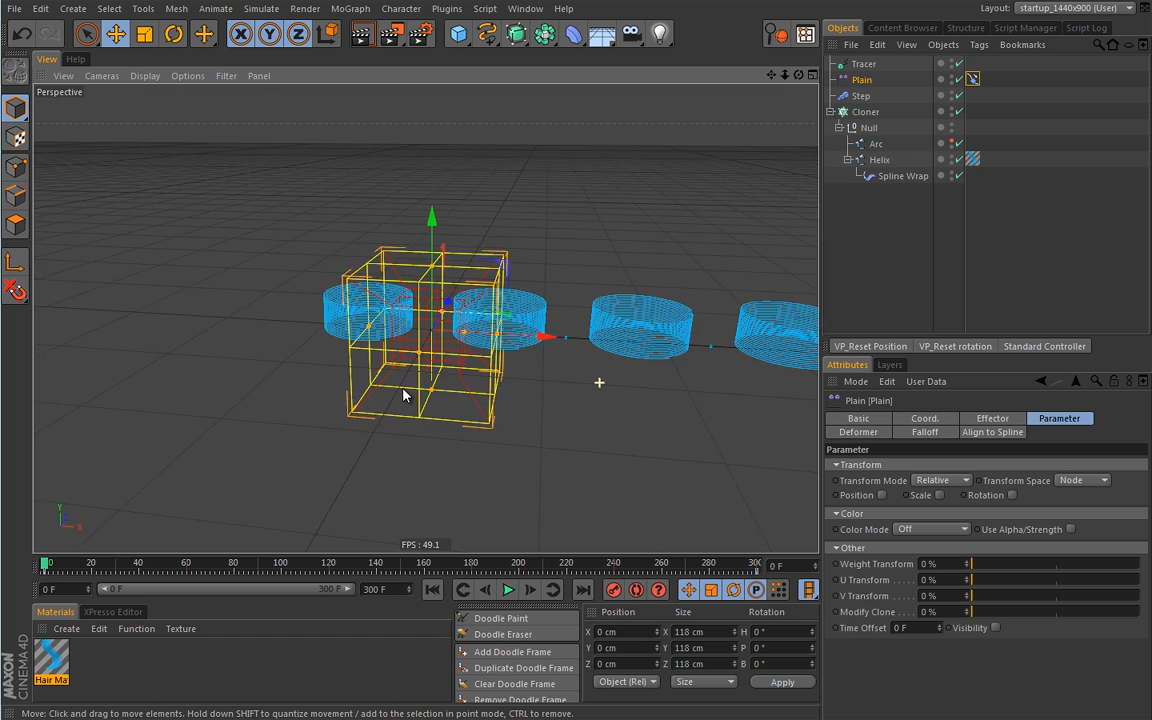 File Edit Create Select Tools Mesh Animate Simulate Render MoGraph Character Plugins Script Window Help
Layout: startup_1440x900 (User)
Objects Content Browser Structure Script Manager Script Log
File Edit View Objects Tags Bookmarks
View Help
View Cameras Display Options Filter Panel
Perspective
Tracer
Plain
Step
Cloner
Null
Arc
Helix
Spline Wrap
X Y Z
VP_Reset Position VP_Reset rotation Standard Controller
Attributes Layers
Mode Edit User Data
Plain [Plain]
Basic Coord. Effector Parameter
Deformer Falloff Align to Spline
Parameter
Transform
Transform Mode Relative Transform Space Node
Position Scale Rotation
Color
Color Mode Off Use Alpha/Strength
Other
Weight Transform 0 %
U Transform 0 %
V Transform 0 %
Modify Clone 0 %
Time Offset 0 F Visibility
Y
X
FPS : 49.1
0 20 40 60 80 100 120 140 160 180 200 220 240 260 280 30 0 F
0 F 0 F 300 F 300 F
Materials XPresso Editor
Create Edit Function Texture
Hair Ma
Doodle Paint
Doodle Eraser
Add Doodle Frame
Duplicate Doodle Frame
Clear Doodle Frame
Remove Doodle Frame
Position Size Rotation
X 0 cm X 118 cm H 0 °
Y 0 cm Y 118 cm P 0 °
Z 0 cm Z 118 cm B 0 °
Object (Rel) Size Apply
MAXON
CINEMA 4D
Move: Click and drag to move elements. Hold down SHIFT to quantize movement / add to the selection in point mode, CTRL to remove.